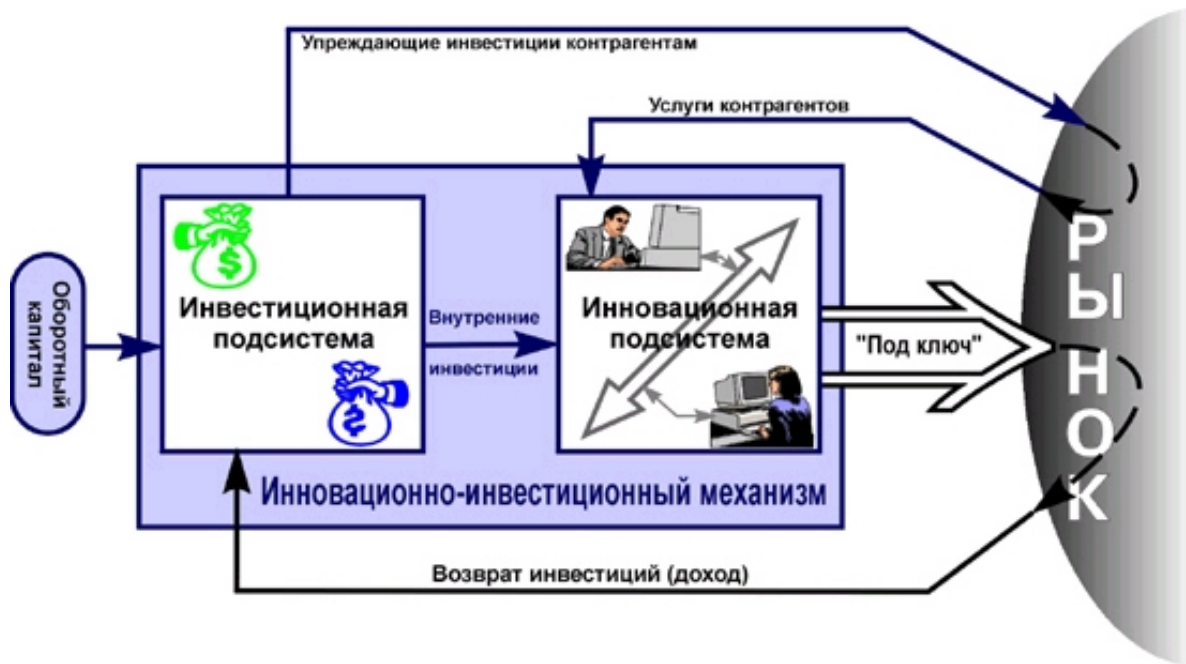 Упреждающие инвестиции контрагентам
Услуги контрагентов
Оборотный
капитал
Инвестиционная
подсистема
$
$
Внутренние
инвестиции
Инновационная
подсистема
"Под ключ"
РЫНОК
Инновационно-инвестиционный механизм
Возврат инвестиций (доход)